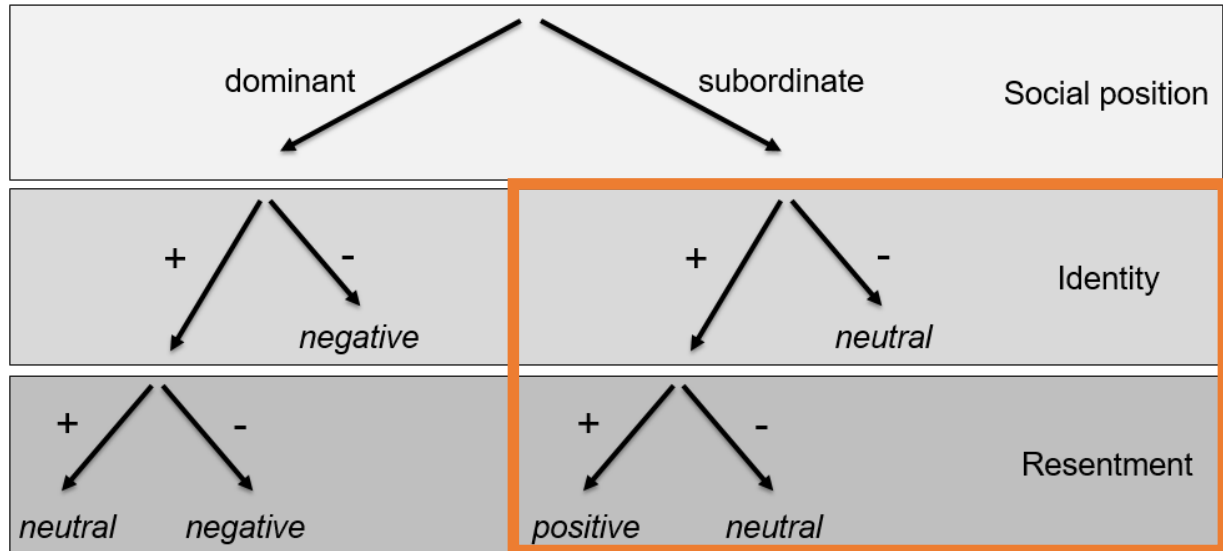 dominant
subordinate
Social position
+
-
+
-
Identity
negative
neutral
+
-
+
-
Resentment
neutral
negative
positive
neutral